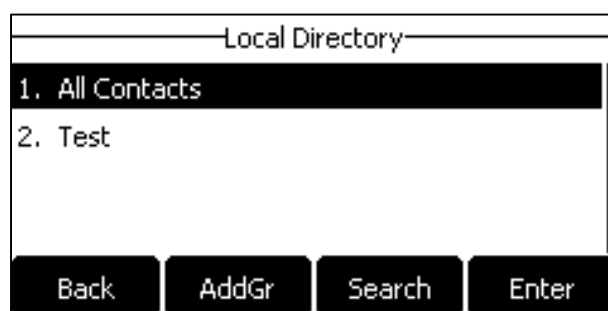 Local Directory
1. All Contacts
2. Test
Back AddGr Search Enter